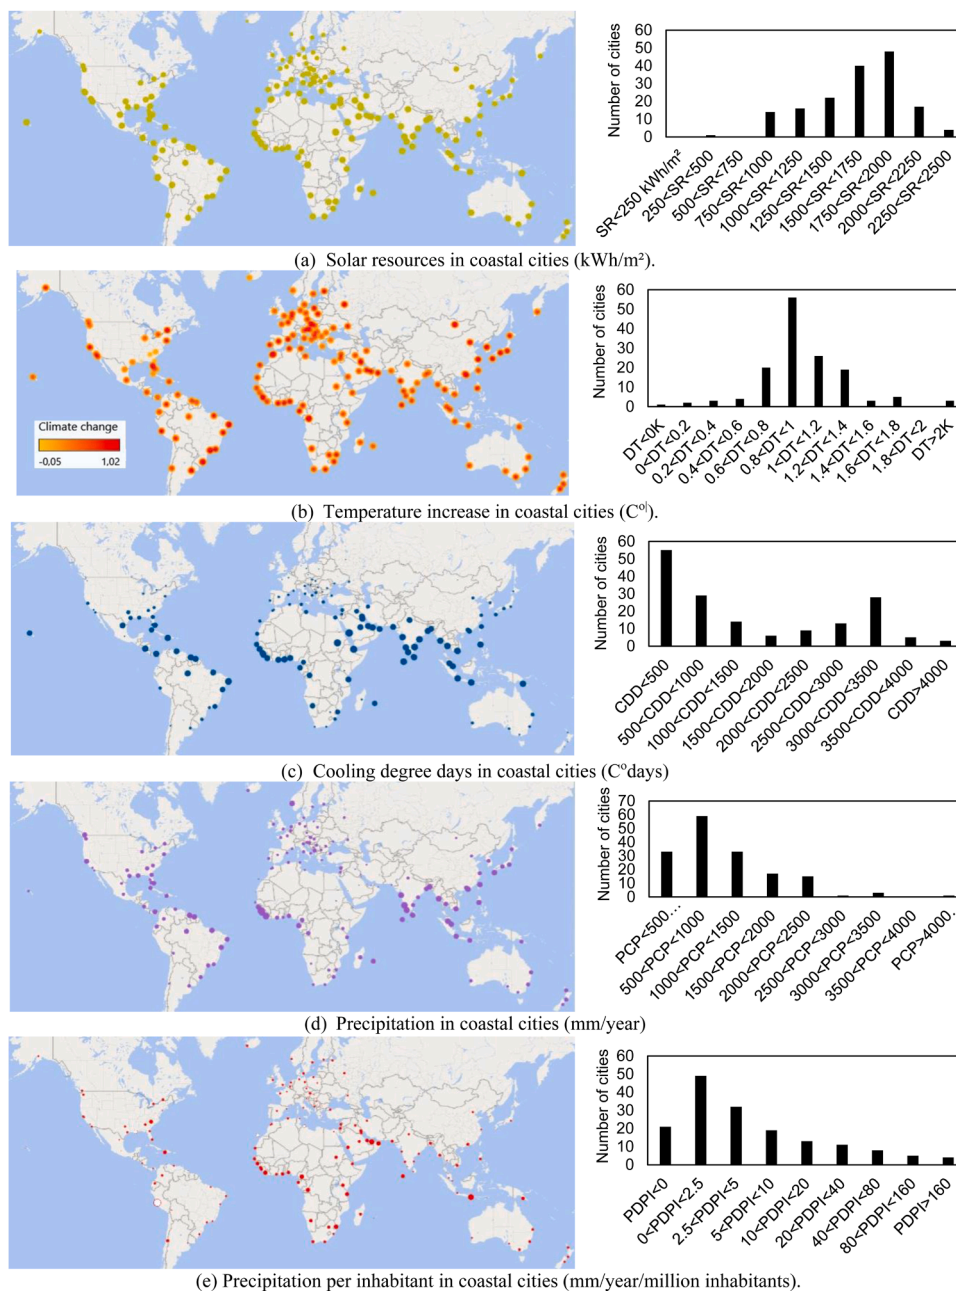 60
50
40
30
20
10
0
Number of cities
SR<250 kWh/m²
250<SR<500
500<SR<750
750<SR<1000
1000<SR<1250
1250<SR<1500
1500<SR<1750
1750<SR<2000
2000<SR<2250
2250<SR<2500
(a) Solar resources in coastal cities (kWh/m²).
Climate change
-0,05 1,02
60
50
40
30
20
10
0
Number of cities
DT<0K
0<DT<0.2
0.2<DT<0.4
0.4<DT<0.6
0.6<DT<0.8
0.8<DT<1
1<DT<1.2
1.2<DT<1.4
1.4<DT<1.6
1.6<DT<1.8
1.8<DT<2
DT>2K
(b) Temperature increase in coastal cities (Cº|).
60
50
40
30
20
10
0
Number of cities
CDD<500
500<CDD<1000
1000<CDD<1500
1500<CDD<2000
2000<CDD<2500
2500<CDD<3000
3000<CDD<3500
3500<CDD<4000
CDD>4000
(c) Cooling degree days in coastal cities (Cºdays)
70
60
50
40
30
20
10
0
Number of cities
PCP<500…
500<PCP<1000
1000<PCP<1500
1500<PCP<2000
2000<PCP<2500
2500<PCP<3000
3000<PCP<3500
3500<PCP<4000
PCP>4000…
(d) Precipitation in coastal cities (mm/year)
60
50
40
30
20
10
0
Number of cities
PDPI<0
0<PDPI<2.5
2.5<PDPI<5
5<PDPI<10
10<PDPI<20
20<PDPI<40
40<PDPI<80
80<PDPI<160
PDPI>160
(e) Precipitation per inhabitant in coastal cities (mm/year/million inhabitants).